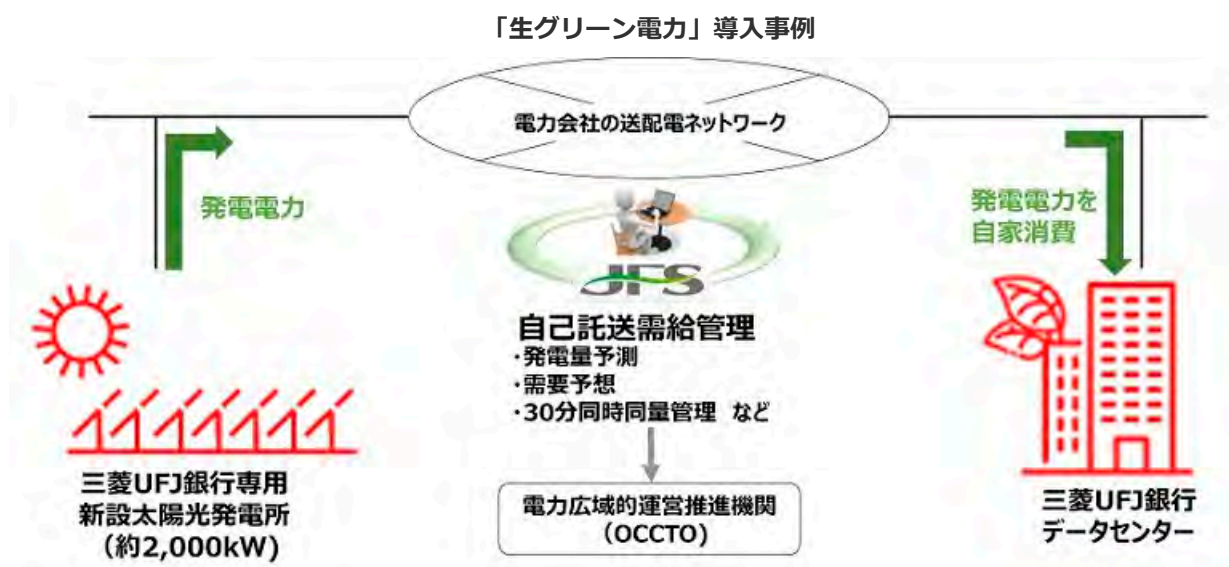 「生グリーン電力」導入事例
電力会社の送配電ネットワーク
発電電力
発電電力を
自家消費
JFS
自己託送需給管理
・発電量予測
・需要予想
・30分同時同量管理 など
三菱UFJ銀行専用
新設太陽光発電所
(約2,000kW)
電力広域的運営推進機関
(OCCTO)
三菱UFJ銀行
データセンター